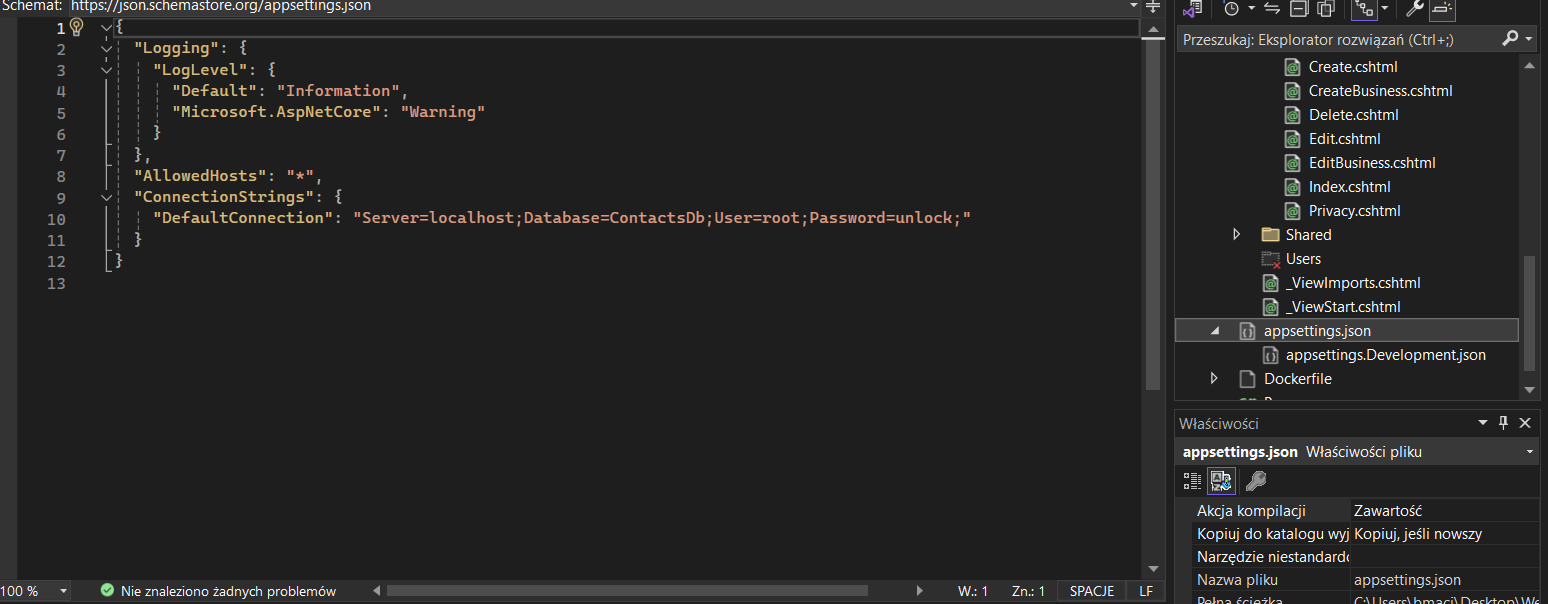 Schemat: https://json.schemastore.org/appsettings.json
1 {
2 "Logging": {
3 "LogLevel": {
4 "Default": "Information",
5 "Microsoft.AspNetCore": "Warning"
6 }
7 },
8 "AllowedHosts": "*",
9 "ConnectionStrings": {
10 "DefaultConnection": "Server=localhost;Database=ContactsDb;User=root;Password=unlock;"
11 }
12 }
13
100 %
Nie znaleziono żadnych problemów
W.: 1
Zn.: 1
SPACJE
LF
Przeszukaj: Eksplorator rozwiązań (Ctrl+;)
Create.cshtml
CreateBusiness.cshtml
Delete.cshtml
Edit.cshtml
EditBusiness.cshtml
Index.cshtml
Privacy.cshtml
Shared
Users
_ViewImports.cshtml
_ViewStart.cshtml
appsettings.json
appsettings.Development.json
Dockerfile
Właściwości
appsettings.json Właściwości pliku
Akcja kompilacji Zawartość
Kopiuj do katalogu wyj Kopiuj, jeśli nowszy
Narzędzie niestandard
Nazwa pliku appsettings.json
Pełna ścieżka C:\Users\bmaci\Desktop\We